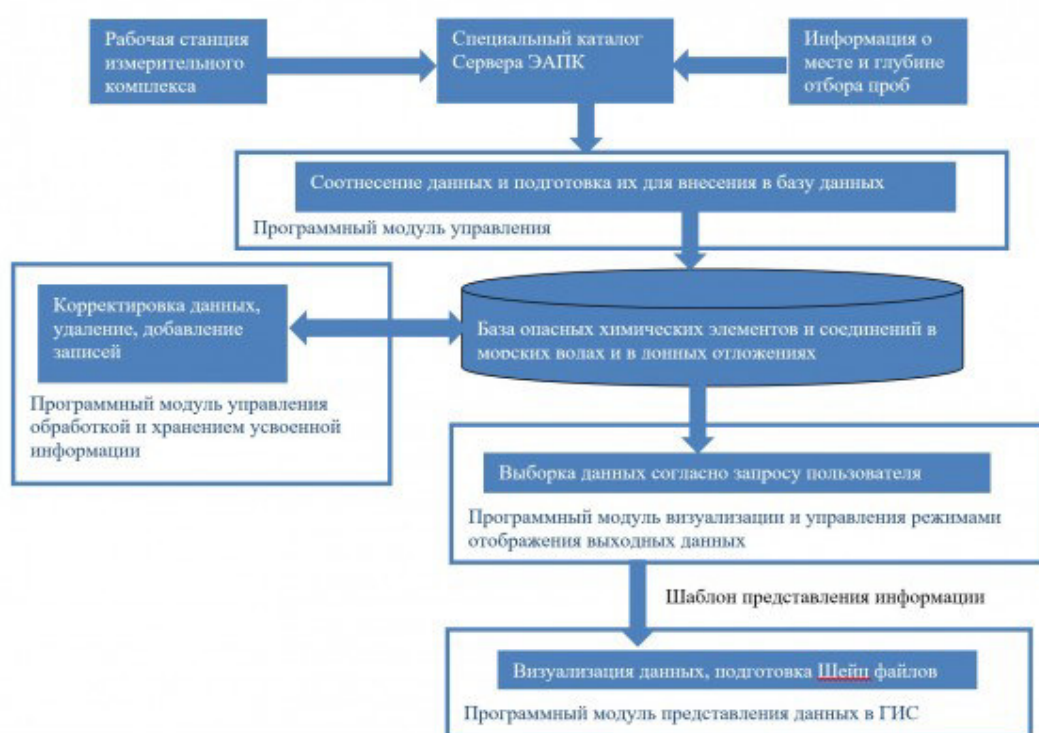 Рабочая станция
измерительного
комплекса
Специальный каталог
Сервера ЭАПК
Информация о
месте и глубине
отбора проб
Соотнесение данных и подготовка их для внесения в базу данных
Программный модуль управления
Корректировка данных,
удаление, добавление
записей
Программный модуль управления
обработкой и хранением усвоенной
информации
База опасных химических элементов и соединений в
морских водах и в донных отложениях
Выборка данных согласно запросу пользователя
Программный модуль визуализации и управления режимами
отображения выходных данных
Шаблон представления информации
Визуализация данных, подготовка Шейп файлов
Программный модуль представления данных в ГИС